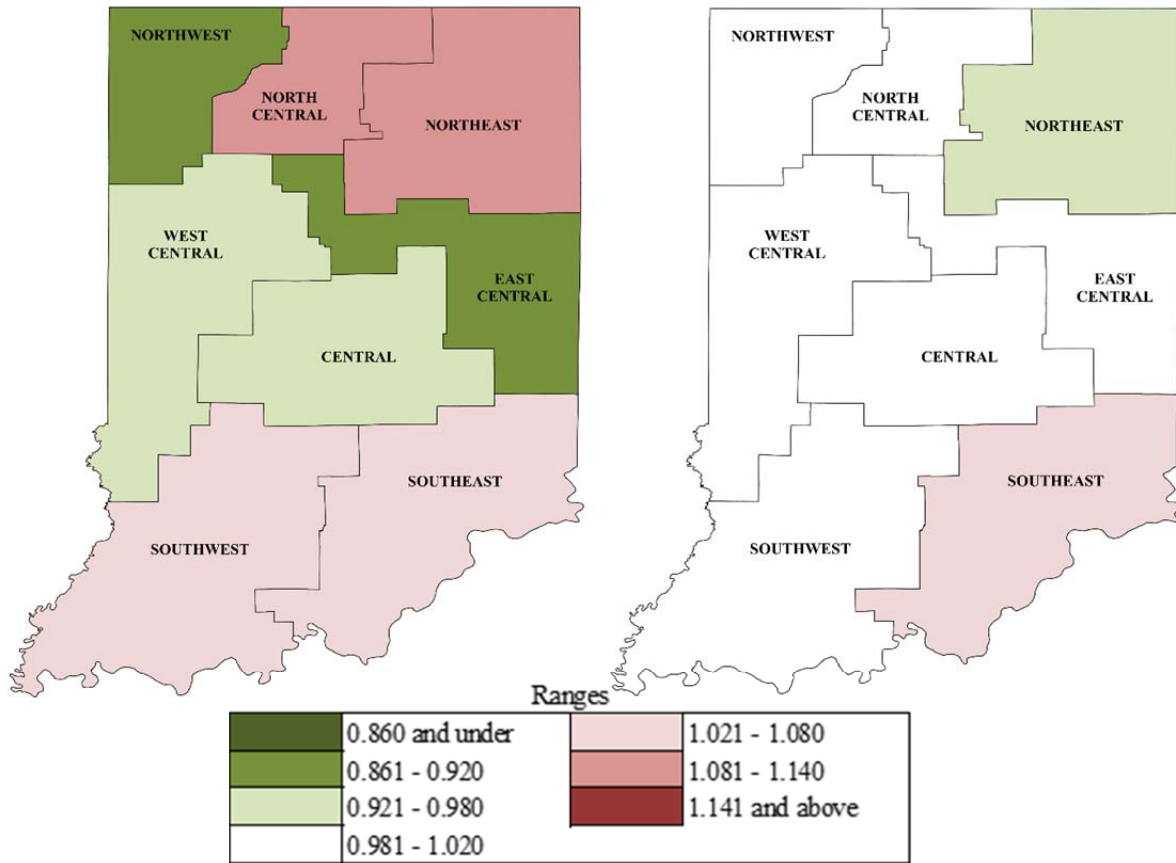 NORTHWEST
NORTH
CENTRAL
NORTHEAST
WEST
CENTRAL
EAST
CENTRAL
CENTRAL
SOUTHEAST
SOUTHWEST
NORTHWEST
NORTH
CENTRAL
NORTHEAST
WEST
CENTRAL
EAST
CENTRAL
CENTRAL
SOUTHEAST
SOUTHWEST
Ranges
0.860 and under
0.861 - 0.920
0.921 - 0.980
0.981 - 1.020
1.021 - 1.080
1.081 - 1.140
1.141 and above